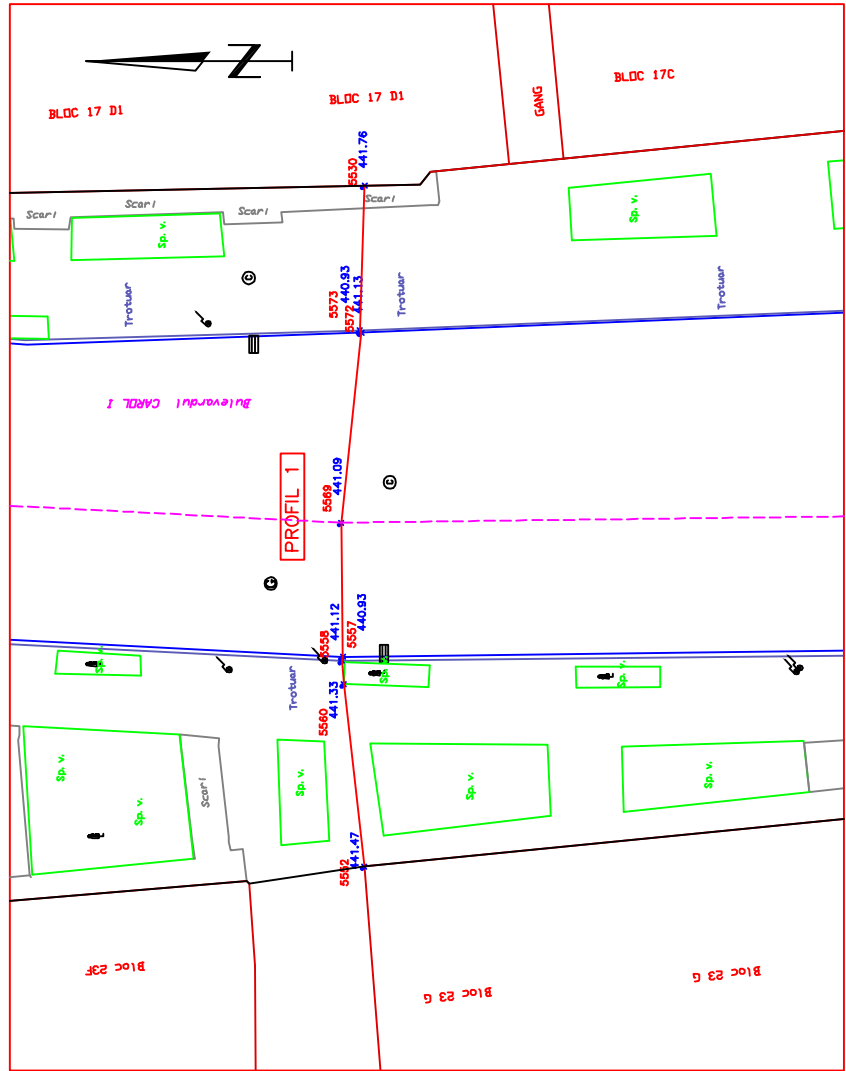 N
BLOC 17 D1
BLOC 17 D1
BLOC 17C
GANG
5530
441.76
Scari
Scari
Scari
Scari
Sp. v.
Sp. v.
C
Trotuar
Trotuar
Trotuar
5573
440.93
5572
441.13
Bulevardul CAROL I
PROFIL 1
5569
441.09
C
G
5558
441.12
5557
440.93
Sp. v.
Sp. v.
Sp. v.
Trotuar
5560
441.33
Sp. v.
Sp. v.
Scari
Sp. v.
Sp. v.
Sp. v.
5552
441.47
Bloc 23F
Bloc 23 G
Bloc 23 G